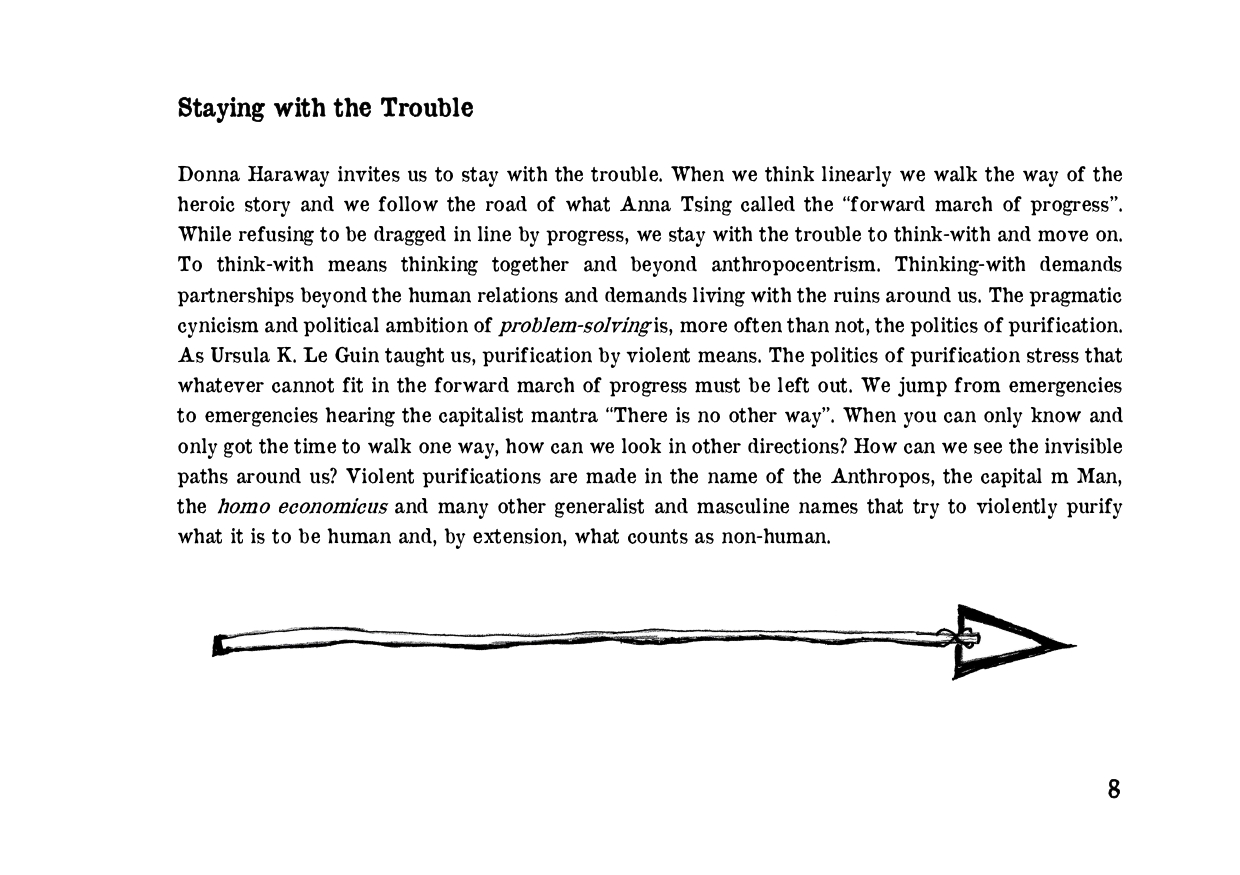 Staying with the Trouble
Donna Haraway invites us to stay with the trouble. When we think linearly we walk the way of the
heroic story and we follow the road of what Anna Tsing called the “forward march of progress”.
While refusing to be dragged in line by progress, we stay with the trouble to think-with and move on.
To think-with means thinking together and beyond anthropocentrism. Thinking-with demands
partnerships beyond the human relations and demands living with the ruins around us. The pragmatic
cynicism and political ambition of problem-solving is, more often than not, the politics of purification.
As Ursula K. Le Guin taught us, purification by violent means. The politics of purification stress that
whatever cannot fit in the forward march of progress must be left out. We jump from emergencies
to emergencies hearing the capitalist mantra “There is no other way”. When you can only know and
only got the time to walk one way, how can we look in other directions? How can we see the invisible
paths around us? Violent purifications are made in the name of the Anthropos, the capital m Man,
the homo economicus and many other generalist and masculine names that try to violently purify
what it is to be human and, by extension, what counts as non-human.
8